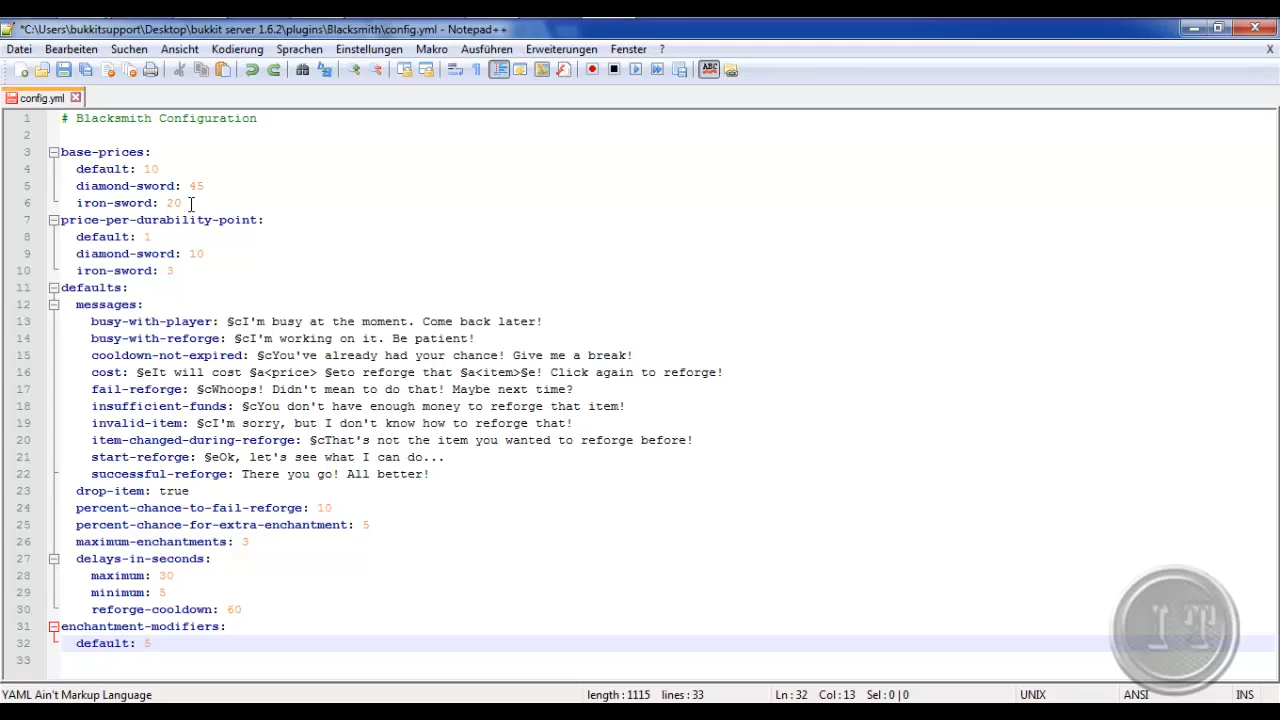 *C:\Users\bukkitsupport\Desktop\bukkit server 1.6.2\plugins\Blacksmith\config.yml - Notepad++
Datei Bearbeiten Suchen Ansicht Kodierung Sprachen Einstellungen Makro Ausführen Erweiterungen Fenster ? X
ABC
config.yml
1 # Blacksmith Configuration
2
3 base-prices:
4 default: 10
5 diamond-sword: 45
6 iron-sword: 20
7 price-per-durability-point:
8 default: 1
9 diamond-sword: 10
10 iron-sword: 3
11 defaults:
12 messages:
13 busy-with-player: §cI'm busy at the moment. Come back later!
14 busy-with-reforge: §cI'm working on it. Be patient!
15 cooldown-not-expired: §cYou've already had your chance! Give me a break!
16 cost: §eIt will cost §a<price> §eto reforge that §a<item>§e! Click again to reforge!
17 fail-reforge: §cWhoops! Didn't mean to do that! Maybe next time?
18 insufficient-funds: §cYou don't have enough money to reforge that item!
19 invalid-item: §cI'm sorry, but I don't know how to reforge that!
20 item-changed-during-reforge: §cThat's not the item you wanted to reforge before!
21 start-reforge: §eOk, let's see what I can do...
22 successful-reforge: There you go! All better!
23 drop-item: true
24 percent-chance-to-fail-reforge: 10
25 percent-chance-for-extra-enchantment: 5
26 maximum-enchantments: 3
27 delays-in-seconds:
28 maximum: 30
29 minimum: 5
30 reforge-cooldown: 60
31 enchantment-modifiers:
32 default: 5
33
IT
YAML Ain't Markup Language length : 1115 lines : 33 Ln : 32 Col : 13 Sel : 0 | 0 UNIX ANSI INS